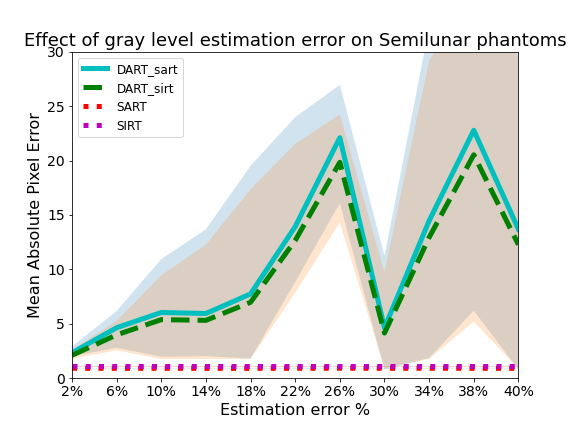 Effect of gray level estimation error on Semilunar phantoms
Mean Absolute Pixel Error
30
25
20
15
10
5
0
DART_sart
DART_sirt
SART
SIRT
2% 6% 10% 14% 18% 22% 26% 30% 34% 38% 40%
Estimation error %